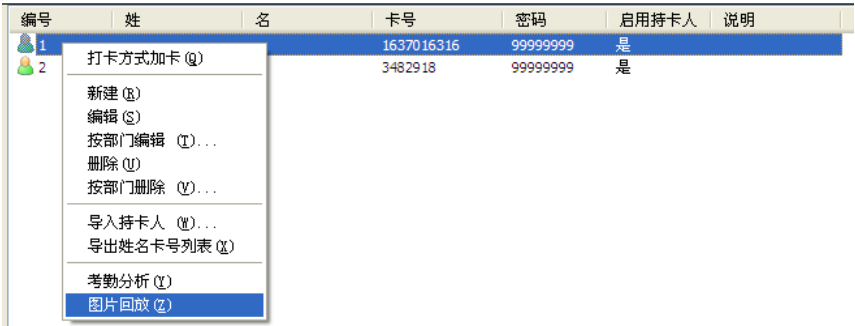 编号 姓 名 卡号 密码 启用持卡人 说明
1 1637016316 99999999 是
2 3482918 99999999 是
打卡方式加卡(Q)
新建(R)
编辑(S)
按部门编辑 (T)...
删除(U)
按部门删除 (V)...
导入持卡人 (W)...
导出姓名卡号列表(X)
考勤分析(Y)
图片回放(Z)